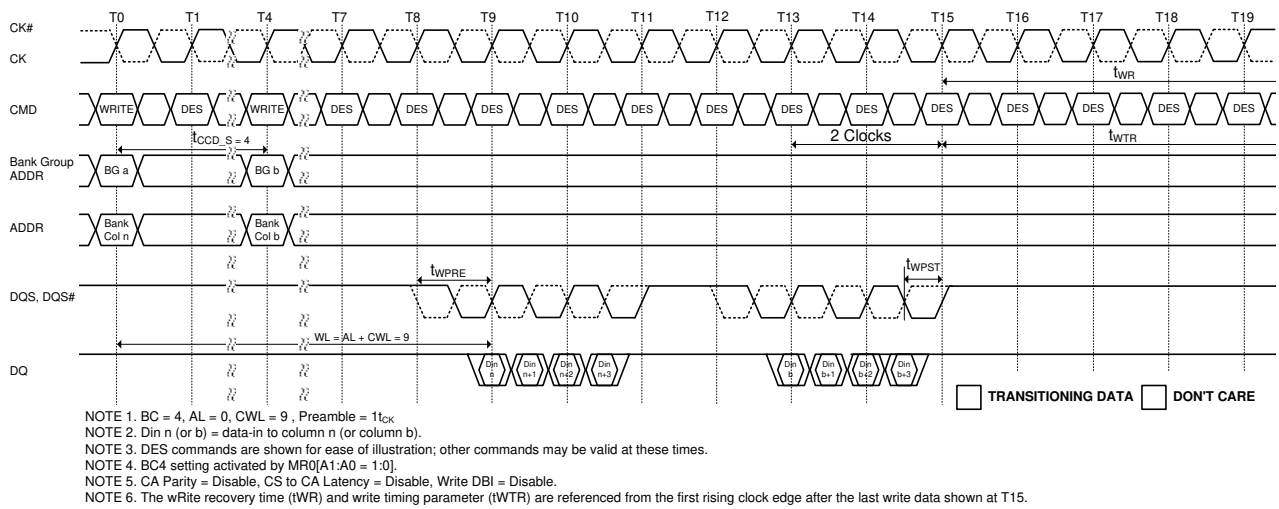 T0 T1 T4 T7 T8 T9 T10 T11 T12 T13 T14 T15 T16 T17 T18 T19
CK#
CK
tWR
CMD
WRITE DES WRITE DES DES DES DES DES DES DES DES DES DES DES DES DES
tCCD_S = 4
2 Clocks
tWTR
Bank Group
ADDR
BG a BG b
ADDR
Bank
Col n
Bank
Col b
tWPRE
tWPST
DQS, DQS#
WL = AL + CWL = 9
DQ
Din
n
Din
n+1
Din
n+2
Din
n+3
Din
b
Din
b+1
Din
b+2
Din
b+3
TRANSITIONING DATA DON'T CARE
NOTE 1. BC = 4, AL = 0, CWL = 9 , Preamble = 1tCK
NOTE 2. Din n (or b) = data-in to column n (or column b).
NOTE 3. DES commands are shown for ease of illustration; other commands may be valid at these times.
NOTE 4. BC4 setting activated by MR0[A1:A0 = 1:0].
NOTE 5. CA Parity = Disable, CS to CA Latency = Disable, Write DBI = Disable.
NOTE 6. The wRite recovery time (tWR) and write timing parameter (tWTR) are referenced from the first rising clock edge after the last write data shown at T15.